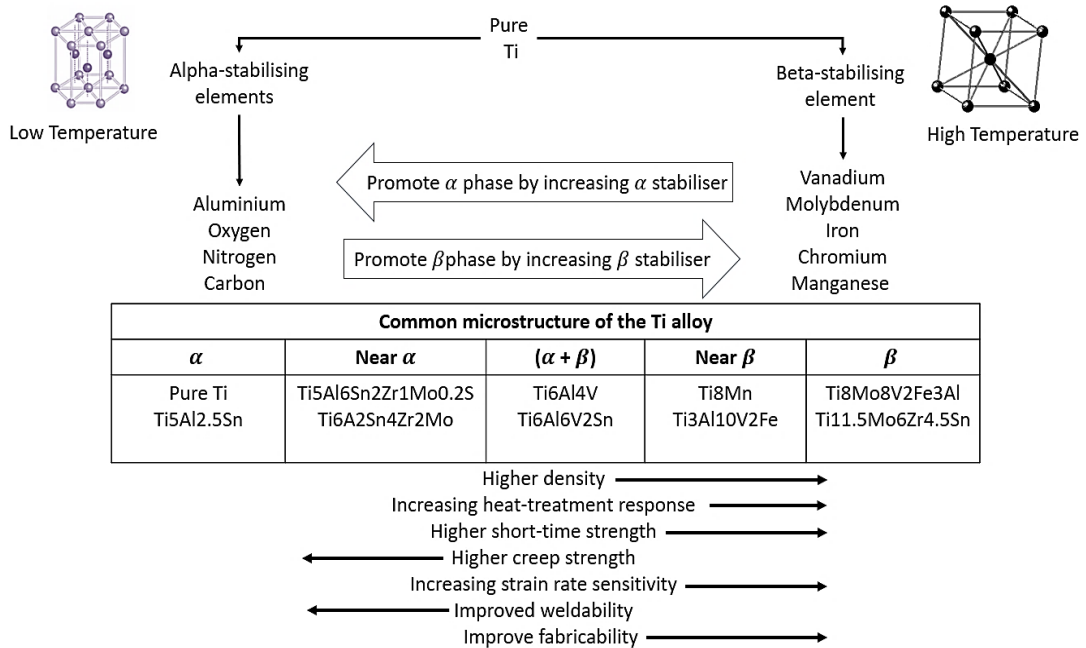 Pure
Ti
Alpha-stabilising
elements
Beta-stabilising
element
Low Temperature
High Temperature
Promote α phase by increasing α stabiliser
Aluminium
Oxygen
Nitrogen
Carbon
Vanadium
Molybdenum
Iron
Chromium
Manganese
Promote βphase by increasing β stabiliser
Common microstructure of the Ti alloy
α Near α (α + β) Near β β
Pure Ti Ti5Al6Sn2Zr1Mo0.2S Ti6Al4V Ti8Mn Ti8Mo8V2Fe3Al
Ti5Al2.5Sn Ti6A2Sn4Zr2Mo Ti6Al6V2Sn Ti3Al10V2Fe Ti11.5Mo6Zr4.5Sn
Higher density
Increasing heat-treatment response
Higher short-time strength
Higher creep strength
Increasing strain rate sensitivity
Improved weldability
Improve fabricability